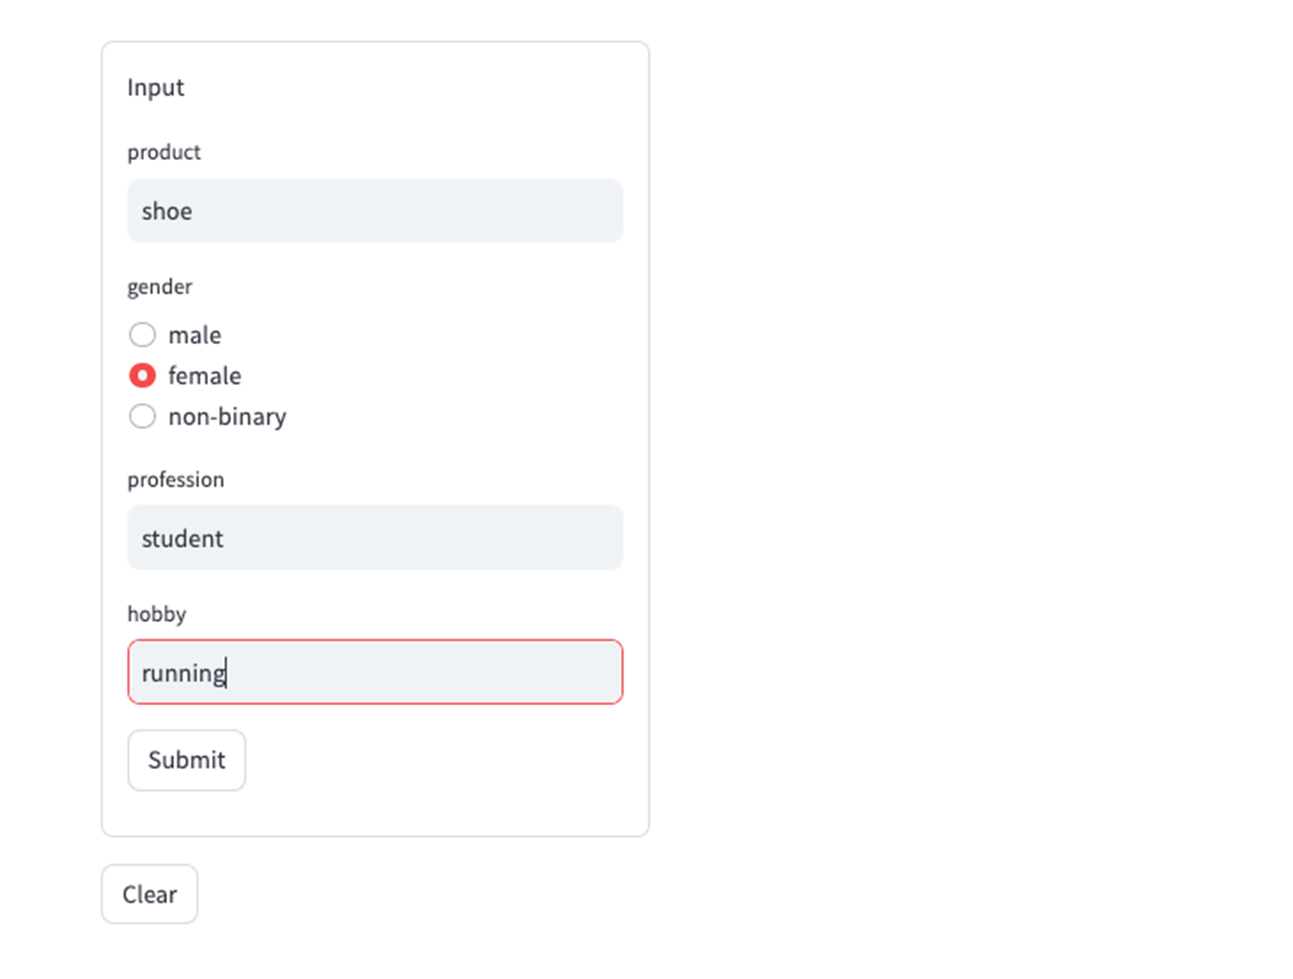 Input
product
shoe
gender
male
female
non-binary
profession
student
hobby
running
Submit
Clear